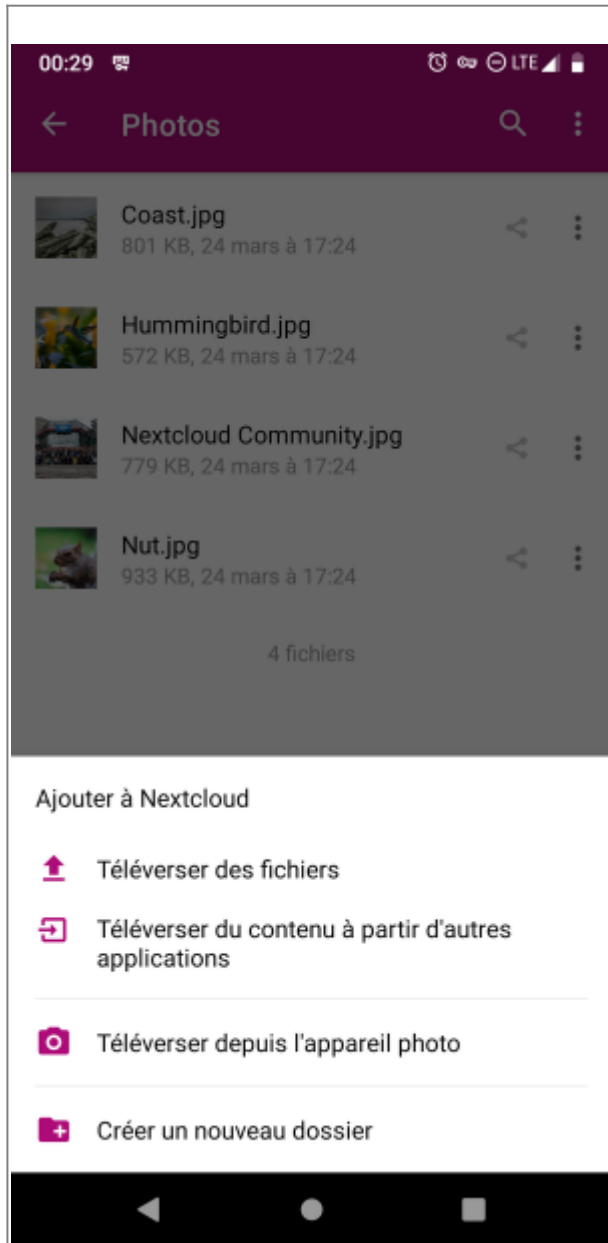 00:29 LTE
Photos
Coast.jpg
801 KB, 24 mars à 17:24
Hummingbird.jpg
572 KB, 24 mars à 17:24
Nextcloud Community.jpg
779 KB, 24 mars à 17:24
Nut.jpg
933 KB, 24 mars à 17:24
4 fichiers
Ajouter à Nextcloud
Téléverser des fichiers
Téléverser du contenu à partir d'autres
applications
Téléverser depuis l'appareil photo
Créer un nouveau dossier